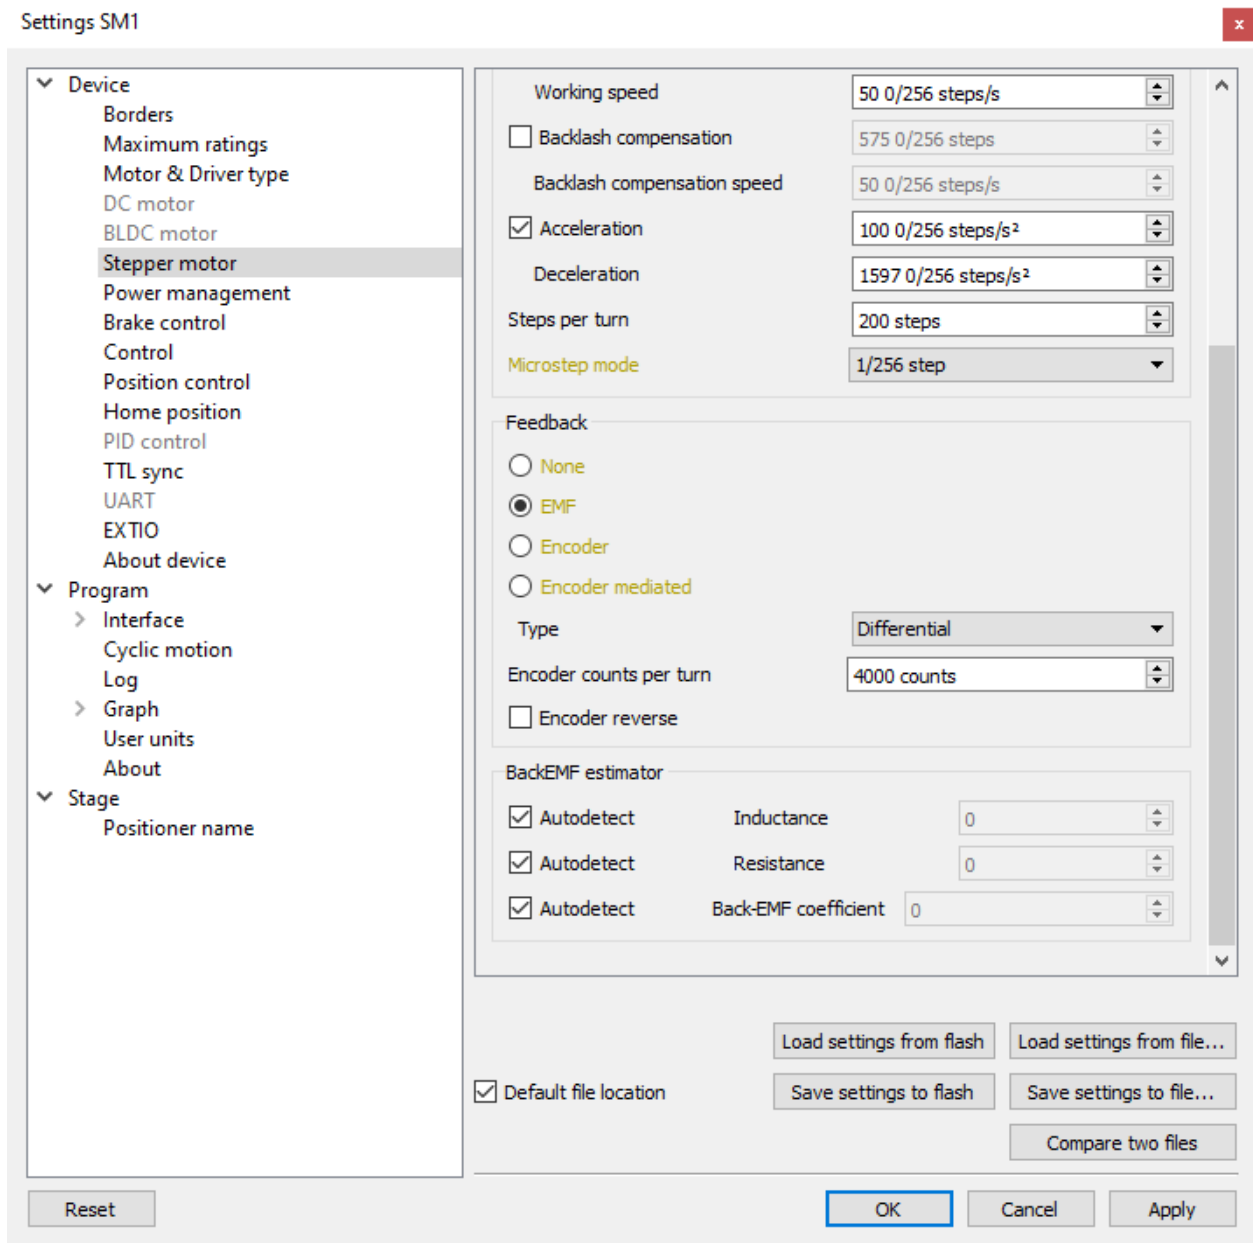 Settings SM1
x
Device
Borders
Maximum ratings
Motor & Driver type
DC motor
BLDC motor
Stepper motor
Power management
Brake control
Control
Position control
Home position
PID control
TTL sync
UART
EXTIO
About device
Program
Interface
Cyclic motion
Log
Graph
User units
About
Stage
Positioner name
Working speed 50 0/256 steps/s
Backlash compensation 575 0/256 steps
Backlash compensation speed 50 0/256 steps/s
Acceleration 100 0/256 steps/s²
Deceleration 1597 0/256 steps/s²
Steps per turn 200 steps
Microstep mode 1/256 step
Feedback
None
EMF
Encoder
Encoder mediated
Type Differential
Encoder counts per turn 4000 counts
Encoder reverse
BackEMF estimator
Autodetect Inductance 0
Autodetect Resistance 0
Autodetect Back-EMF coefficient 0
Load settings from flash Load settings from file...
Default file location Save settings to flash Save settings to file...
Compare two files
Reset OK Cancel Apply